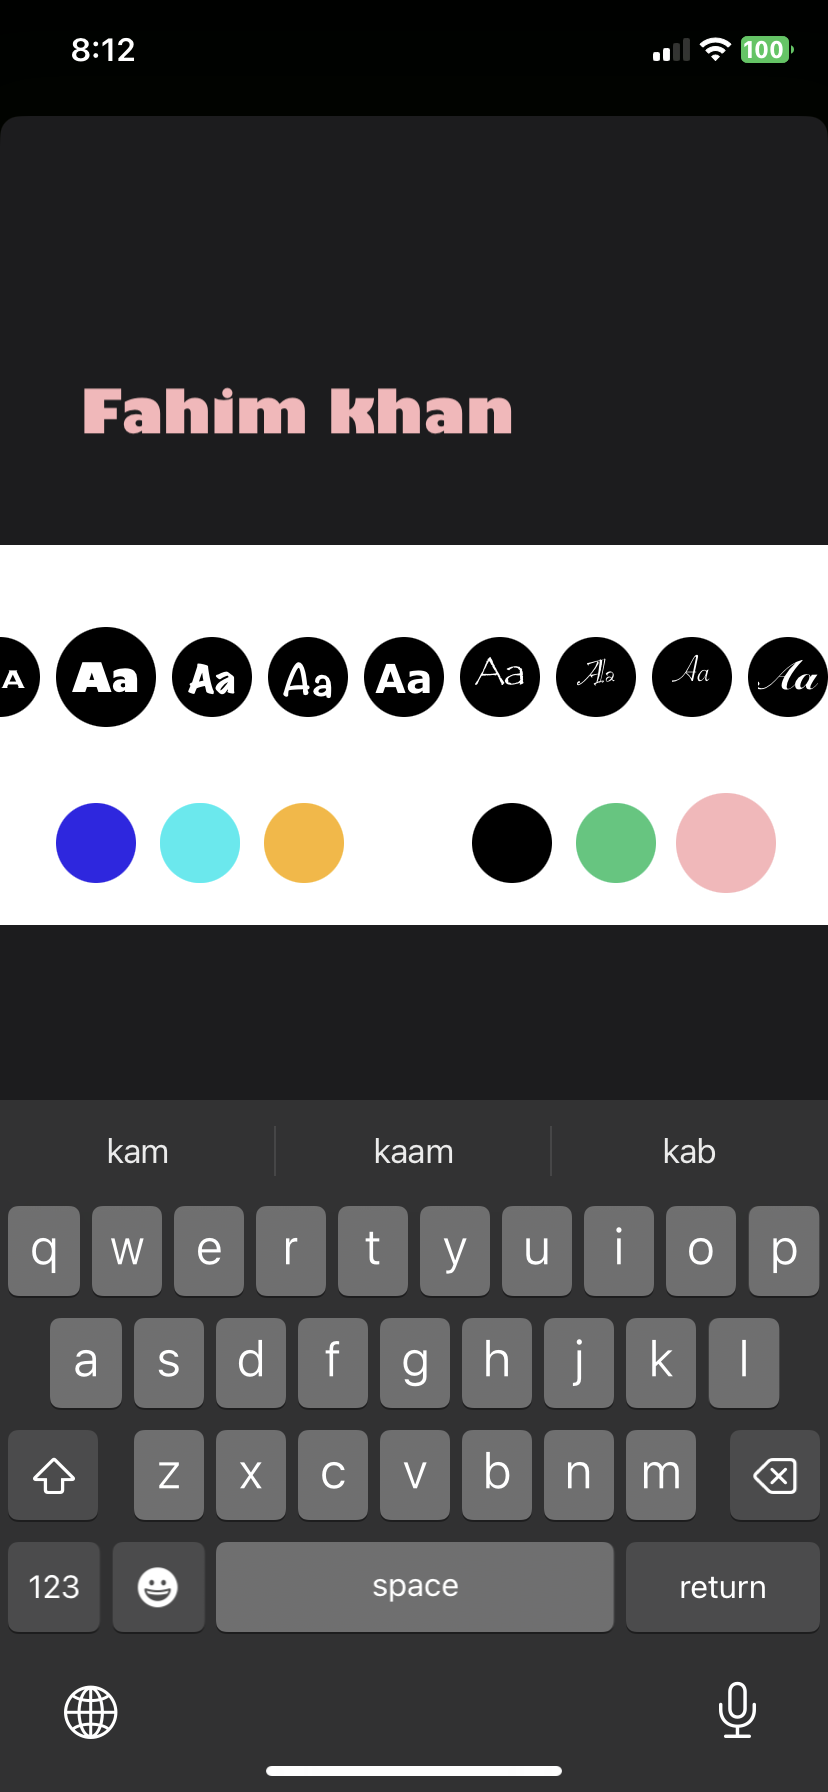 8:12
100
Fahim khan
A Aa Aa Aa Aa Aa Aa Aa Aa
kam kaam kab
q w e r t y u i o p
a s d f g h j k l
z x c v b n m
123 space return